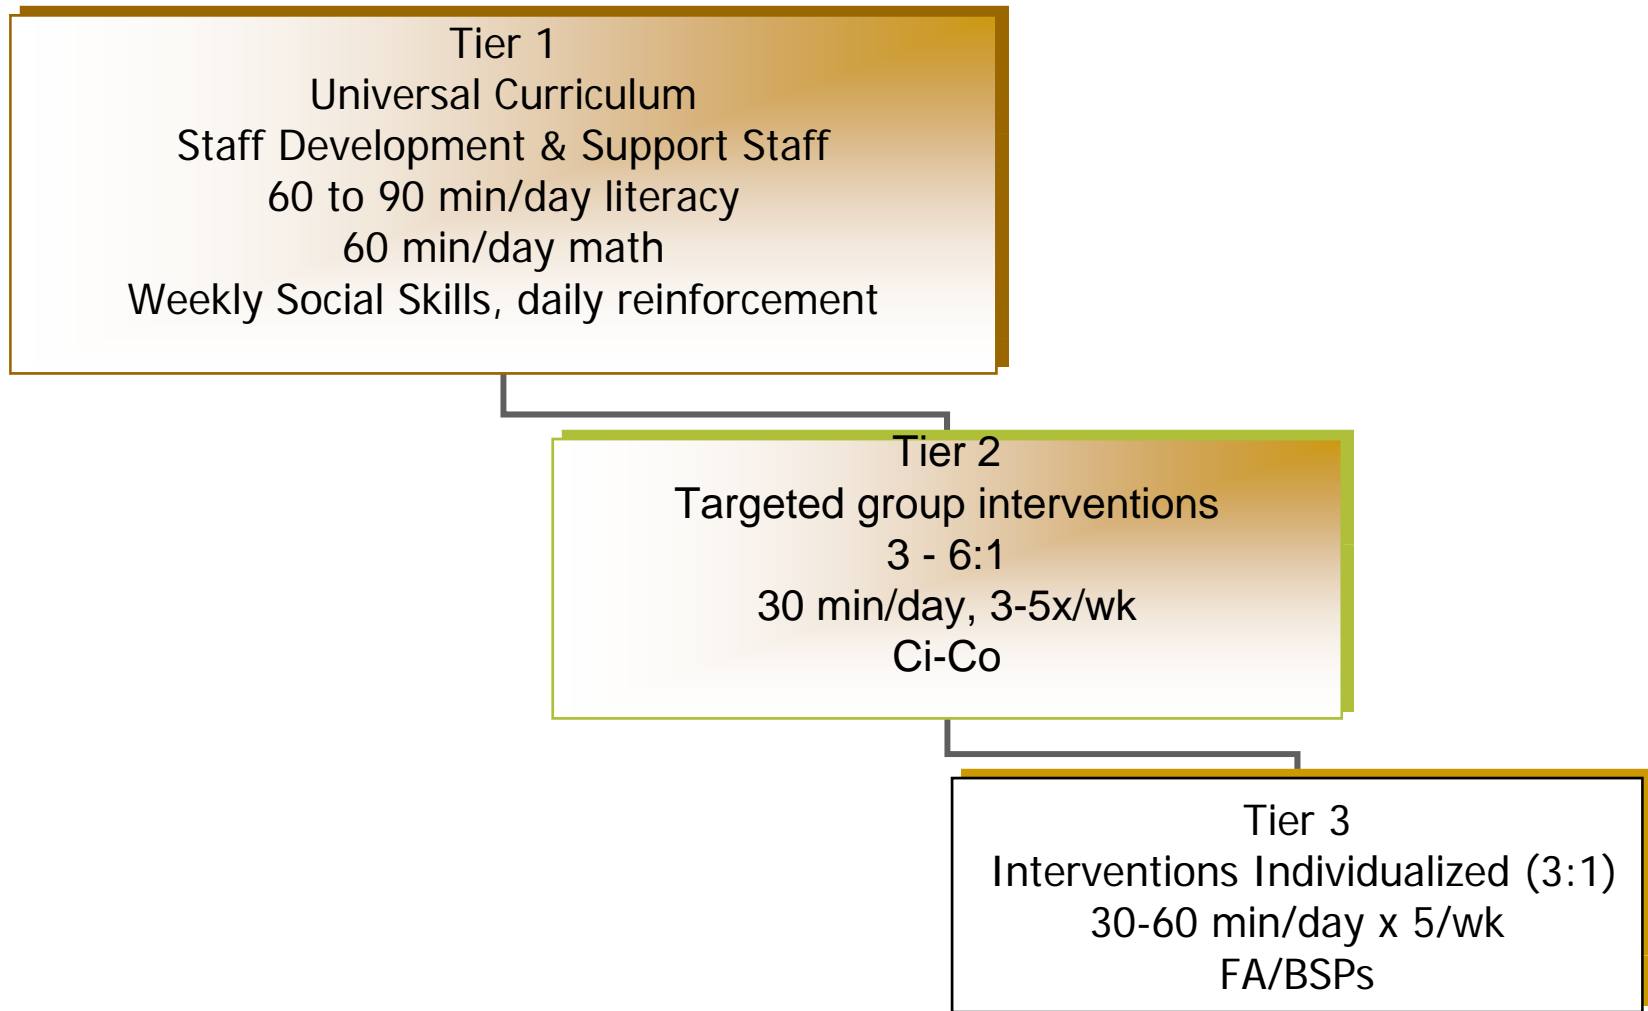 Tier 1
Universal Curriculum
Staff Development & Support Staff
60 to 90 min/day literacy
60 min/day math
Weekly Social Skills, daily reinforcement
Tier 2
Targeted group interventions
3 - 6:1
30 min/day, 3-5x/wk
Ci-Co
Tier 3
Interventions Individualized (3:1)
30-60 min/day x 5/wk
FA/BSPs